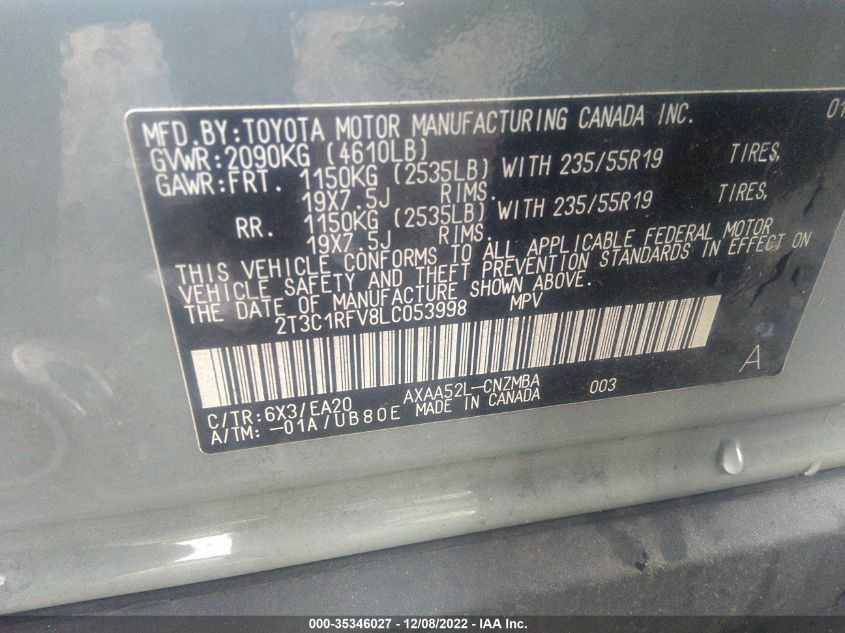 MFD.BY:TOYOTA MOTOR MANUFACTURING CANADA INC. 01
GVWR:2090KG (4610LB)
GAWR:FRT. 1150KG (2535LB) WITH 235/55R19 TIRES,
19X7.5J RIMS.
RR. 1150KG (2535LB) WITH 235/55R19 TIRES,
19X7.5J RIMS.
THIS VEHICLE CONFORMS TO ALL APPLICABLE FEDERAL MOTOR
VEHICLE SAFETY AND THEFT PREVENTION STANDARDS IN EFFECT ON
THE DATE OF MANUFACTURE SHOWN ABOVE.
2T3C1RFV8LC053998 MPV
A
C/TR:6X3/EA20 AXAA52L-CNZMBA 003
A/TM:-01A/UB80E MADE IN CANADA
000-35346027 - 12/08/2022 - IAA Inc.